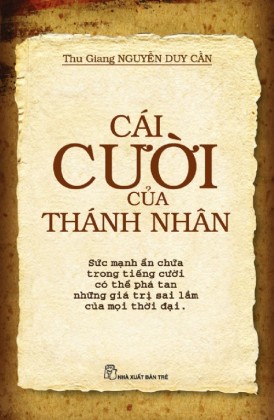 Thu Giang NGUYỄN DUY CẦN
CÁI
CƯỜI
CỦA
THÁNH NHÂN
Sức mạnh ẩn chứa
trong tiếng cười
có thể phá tan
những giá trị sai lầm
của mọi thời đại.
NHÀ XUẤT BẢN TRẺ